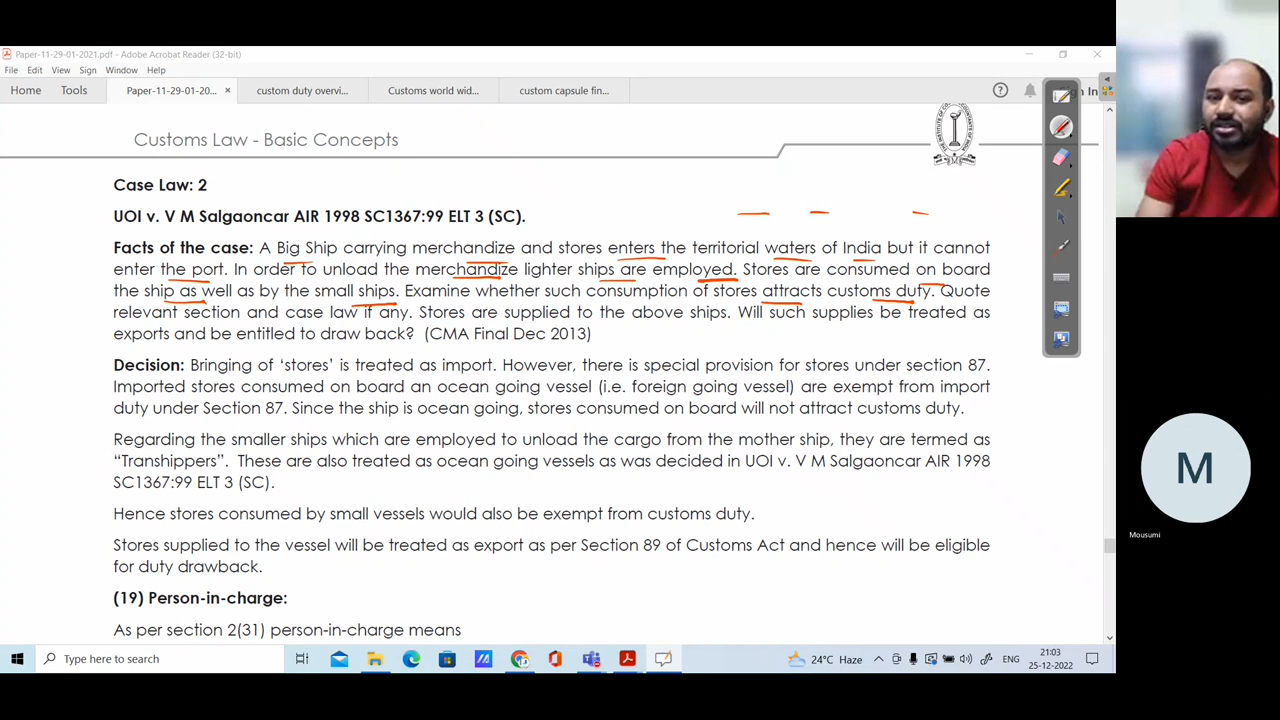 Paper-11-29-01-2021.pdf - Adobe Acrobat Reader (32-bit)
File Edit View Sign Window Help
Home Tools Paper-11-29-01-20... × custom duty overvi... Customs world wid... custom capsule fin... Sign In
Customs Law - Basic Concepts
Case Law: 2
UOI v. V M Salgaoncar AIR 1998 SC1367:99 ELT 3 (SC).
Facts of the case: A Big Ship carrying merchandize and stores enters the territorial waters of India but it cannot
enter the port. In order to unload the merchandize lighter ships are employed. Stores are consumed on board
the ship as well as by the small ships. Examine whether such consumption of stores attracts customs duty. Quote
relevant section and case law if any. Stores are supplied to the above ships. Will such supplies be treated as
exports and be entitled to draw back? (CMA Final Dec 2013)
Decision: Bringing of ‘stores’ is treated as import. However, there is special provision for stores under section 87.
Imported stores consumed on board an ocean going vessel (i.e. foreign going vessel) are exempt from import
duty under Section 87. Since the ship is ocean going, stores consumed on board will not attract customs duty.
Regarding the smaller ships which are employed to unload the cargo from the mother ship, they are termed as
“Transhippers”. These are also treated as ocean going vessels as was decided in UOI v. V M Salgaoncar AIR 1998
SC1367:99 ELT 3 (SC).
Hence stores consumed by small vessels would also be exempt from customs duty.
Stores supplied to the vessel will be treated as export as per Section 89 of Customs Act and hence will be eligible
for duty drawback.
(19) Person-in-charge:
As per section 2(31) person-in-charge means
M
Mousumi
Type here to search 24°C Haze ENG 21:03
25-12-2022